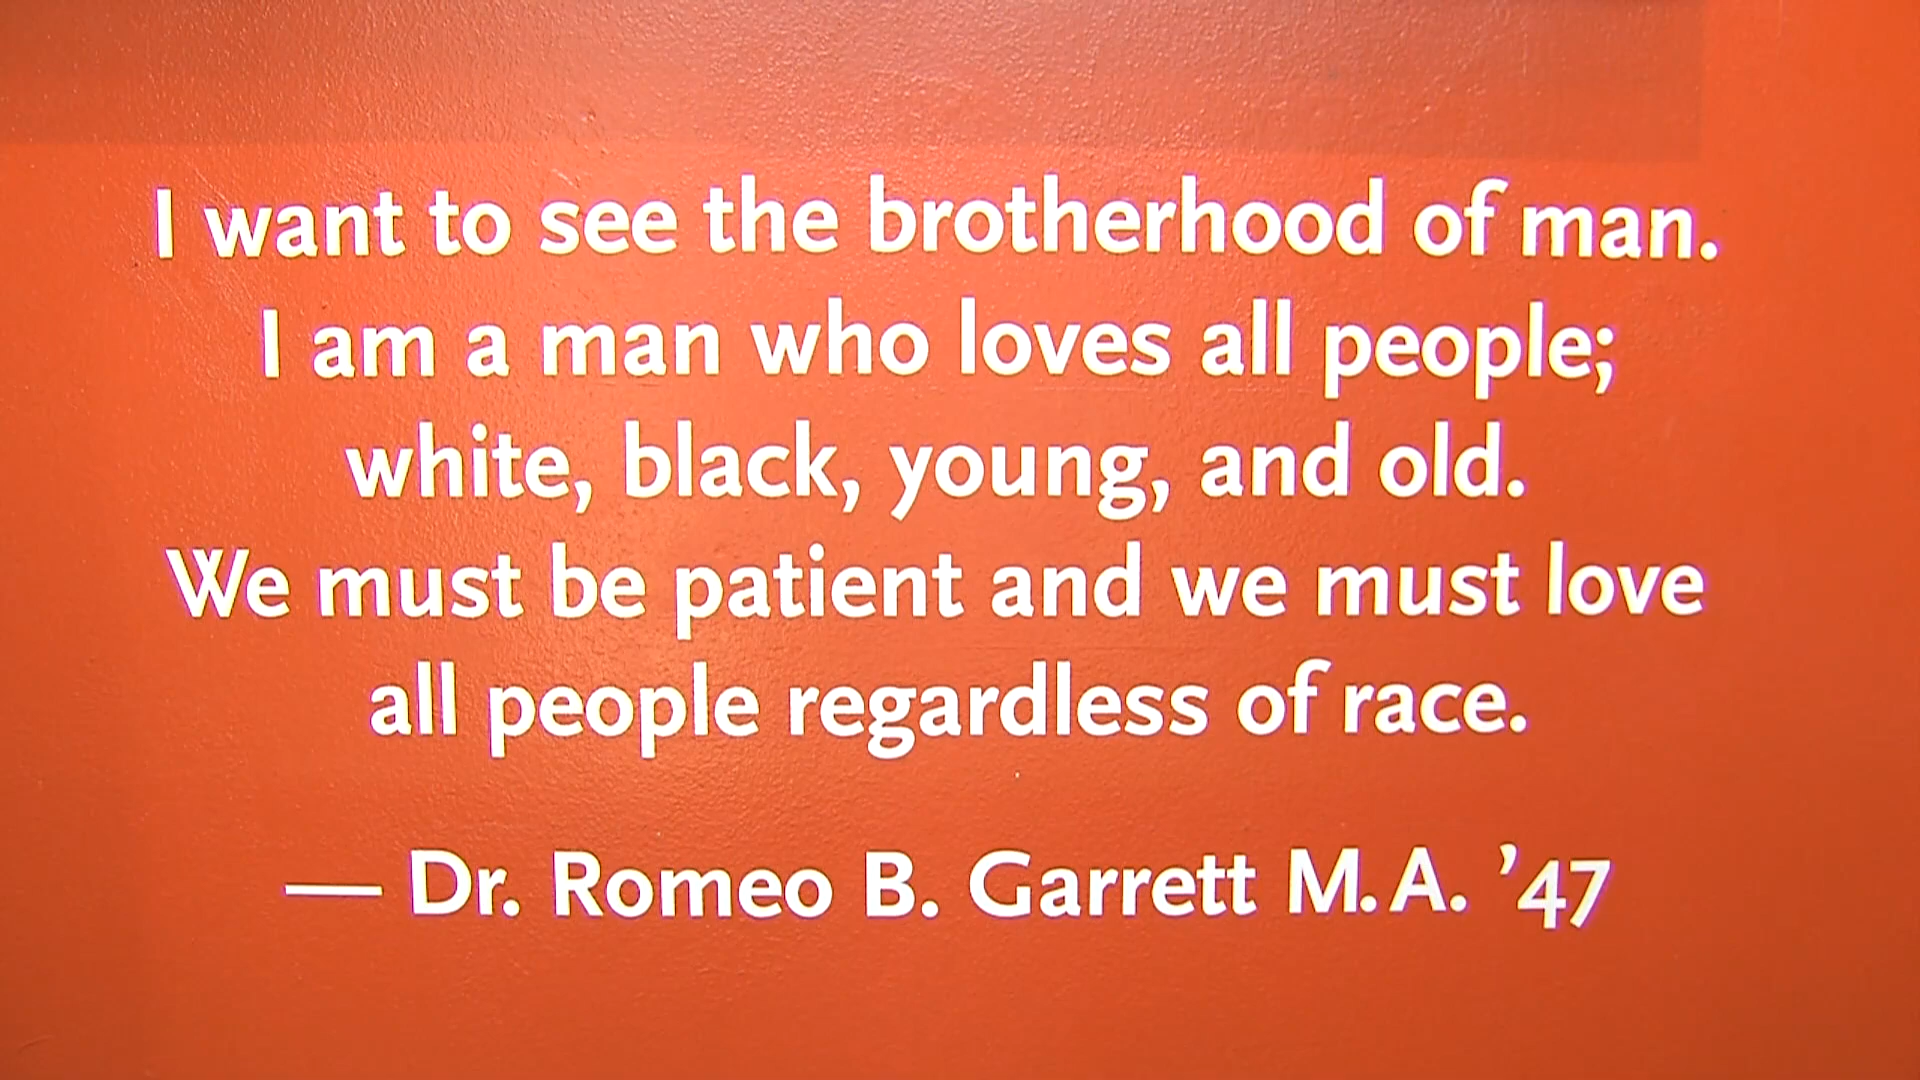 I want to see the brotherhood of man.
I am a man who loves all people;
white, black, young, and old.
We must be patient and we must love
all people regardless of race.
— Dr. Romeo B. Garrett M.A. ’47